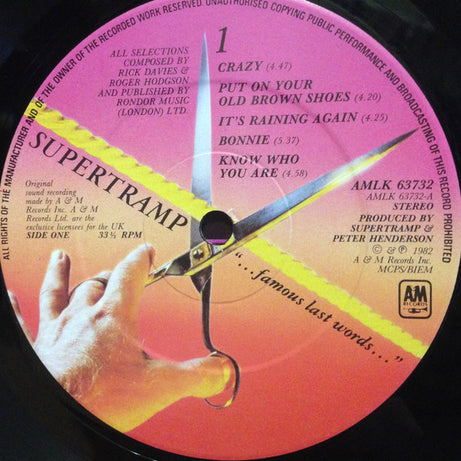 ALL RIGHTS OF THE MANUFACTURER AND OF THE OWNER OF THE RECORDED WORK RESERVED. UNAUTHORISED COPYING PUBLIC PERFORMANCE AND BROADCASTING OF THIS RECORD PROHIBITED
ALL SELECTIONS
COMPOSED BY
RICK DAVIES &
ROGER HODGSON
AND PUBLISHED BY
RONDOR MUSIC
(LONDON) LTD.
1
CRAZY (4.47)
PUT ON YOUR
OLD BROWN SHOES (4.20)
IT'S RAINING AGAIN (4.25)
BONNIE (5 37)
KNOW WHO
YOU ARE (4.58)
SUPERTRAMP
Original
sound recording
made by A & M
Records Inc. A & M
Records Ltd. are the
exclusive licensees for the UK
SIDE ONE 33⅓ RPM
AMLK 63732
AMLK 63732-A
STEREO
PRODUCED BY
SUPERTRAMP &
PETER HENDERSON
© & ℗ 1982
A & M Records Inc.
MCPS/BIEM
A&M
RECORDS
"...famous last words..."